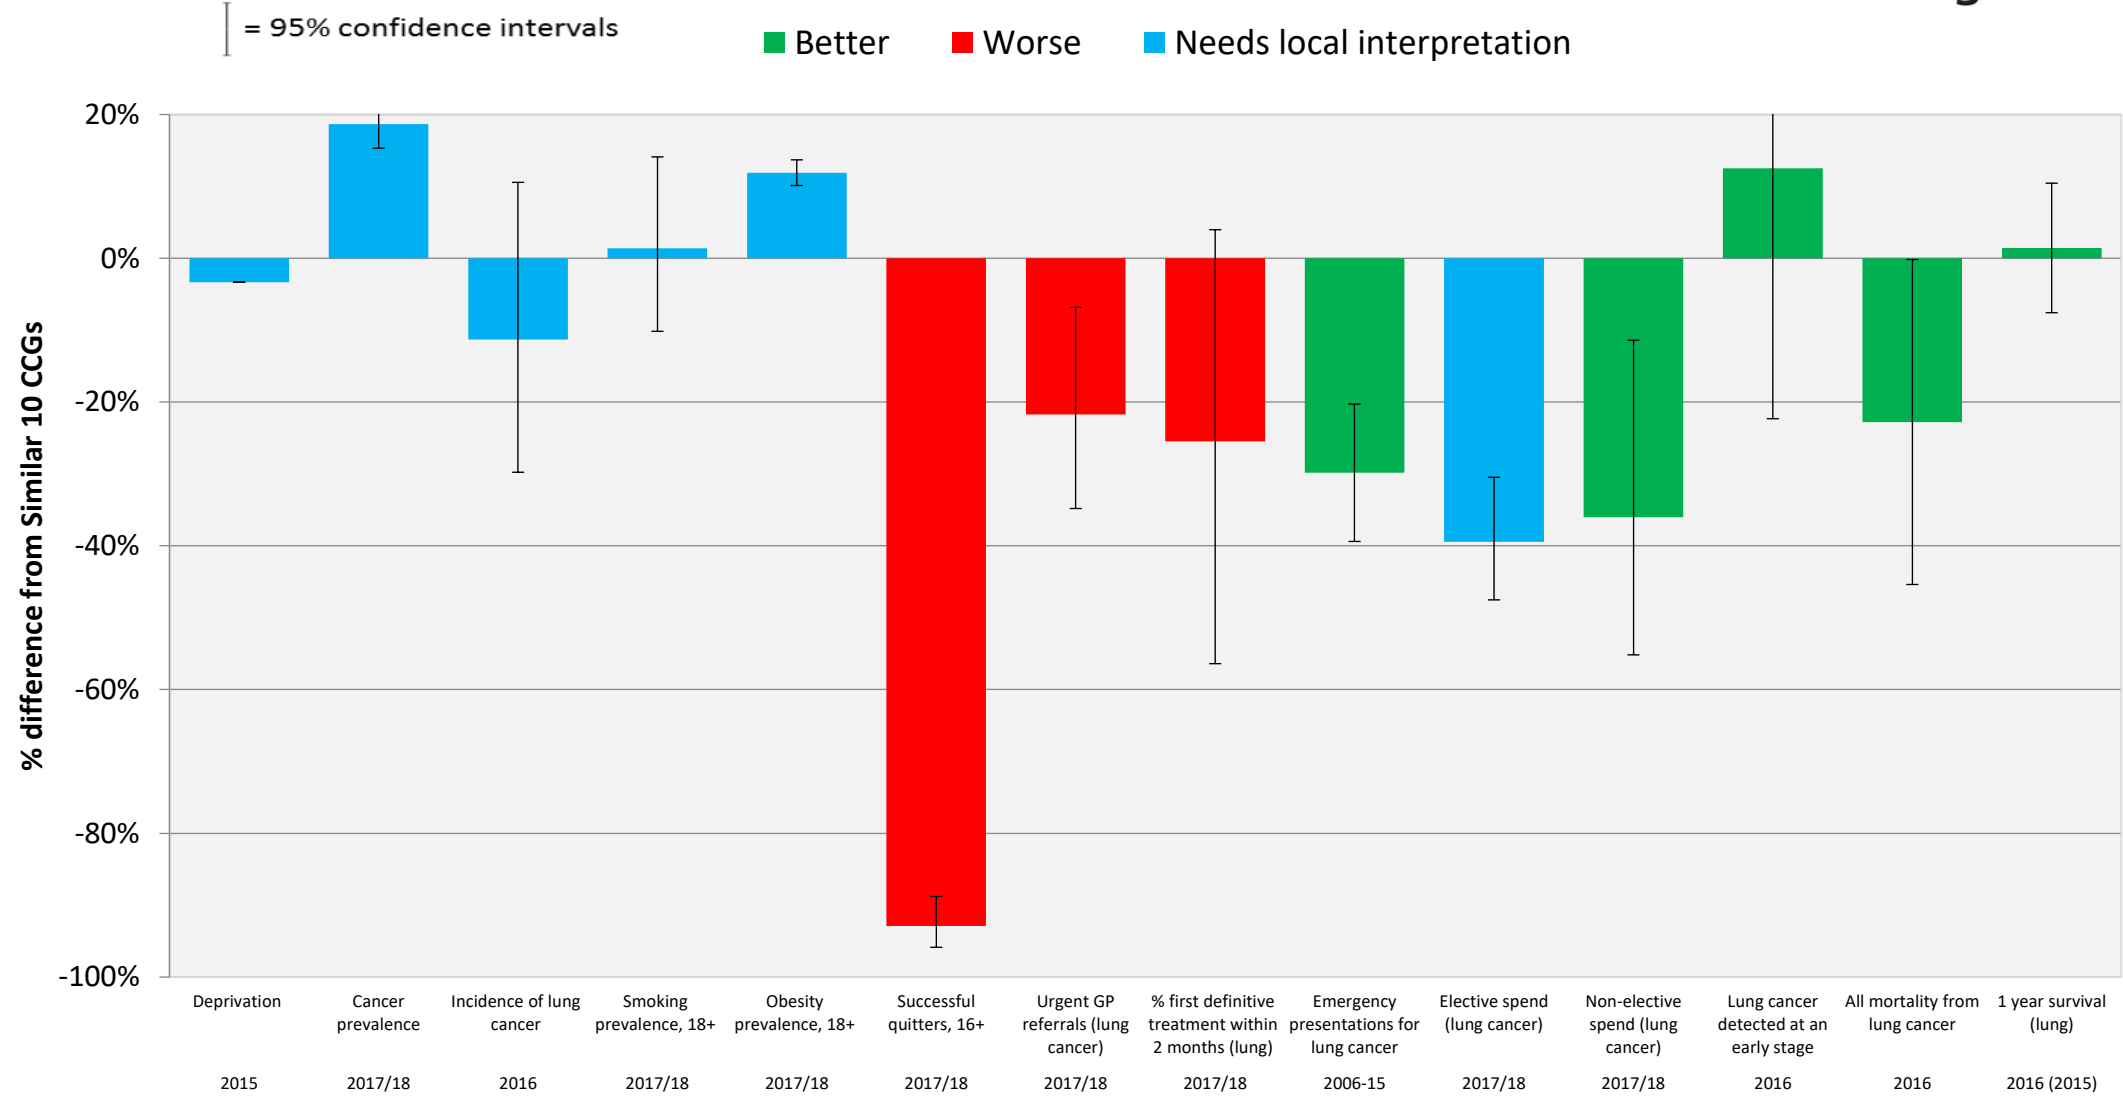 = 95% confidence intervals
Better Worse Needs local interpretation
20%
0%
-20%
-40%
-60%
-80%
-100%
% difference from Similar 10 CCGs
Deprivation
2015
Cancer
prevalence
2017/18
Incidence of lung
cancer
2016
Smoking
prevalence, 18+
2017/18
Obesity
prevalence, 18+
2017/18
Successful
quitters, 16+
2017/18
Urgent GP
referrals (lung
cancer)
2017/18
% first definitive
treatment within
2 months (lung)
2017/18
Emergency
presentations for
lung cancer
2006-15
Elective spend
(lung cancer)
2017/18
Non-elective
spend (lung
cancer)
2017/18
Lung cancer
detected at an
early stage
2016
All mortality from
lung cancer
2016
1 year survival
(lung)
2016 (2015)